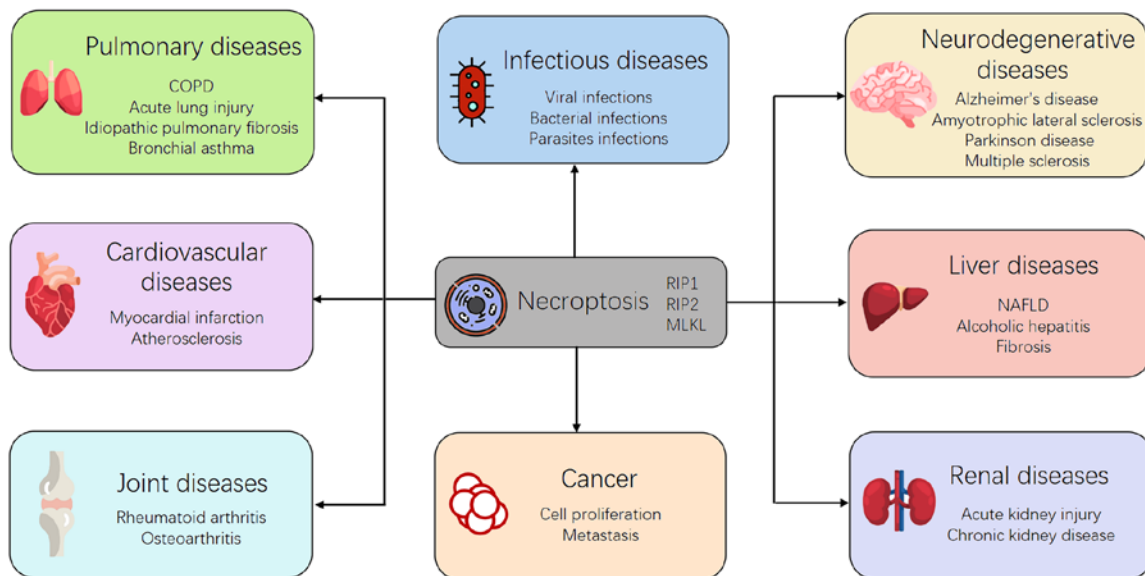 Pulmonary diseases
COPD
Acute lung injury
Idiopathic pulmonary fibrosis
Bronchial asthma
Infectious diseases
Viral infections
Bacterial infections
Parasites infections
Neurodegenerative
diseases
Alzheimer's disease
Amyotrophic lateral sclerosis
Parkinson disease
Multiple sclerosis
Cardiovascular
diseases
Myocardial infarction
Atherosclerosis
Necroptosis
RIP1
RIP2
MLKL
Liver diseases
NAFLD
Alcoholic hepatitis
Fibrosis
Joint diseases
Rheumatoid arthritis
Osteoarthritis
Cancer
Cell proliferation
Metastasis
Renal diseases
Acute kidney injury
Chronic kidney disease